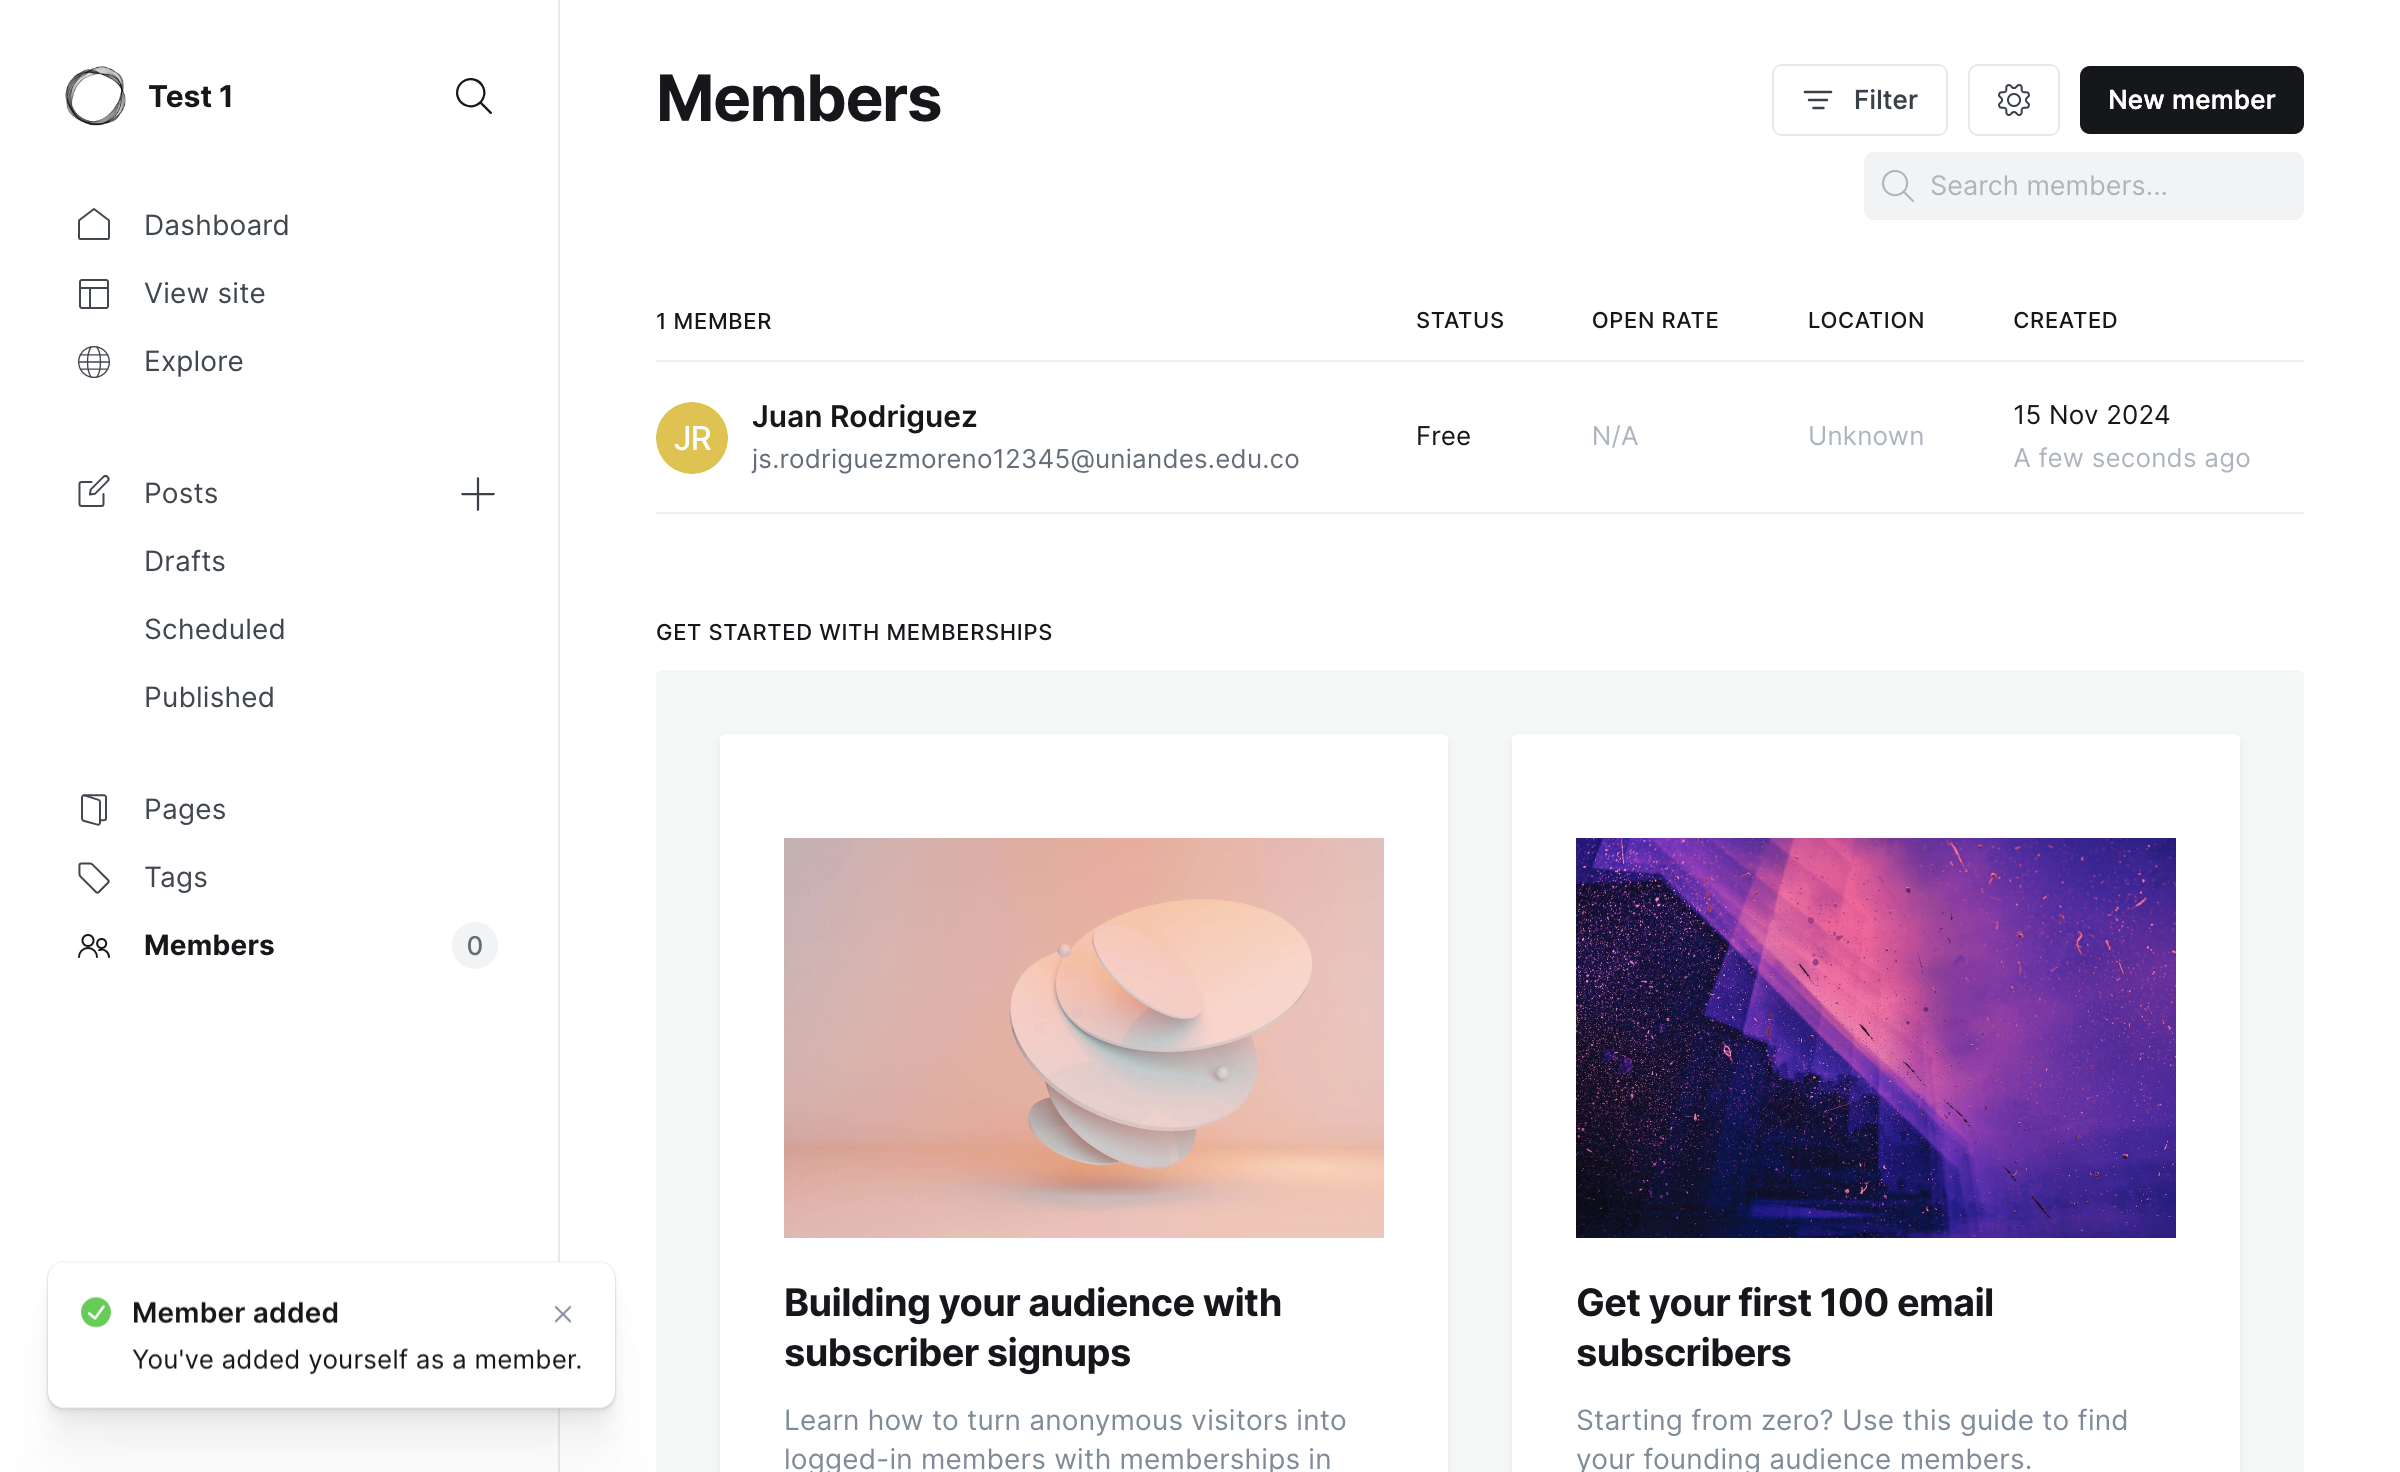 Test 1
Dashboard
View site
Explore
Posts
Drafts
Scheduled
Published
Pages
Tags
Members
0
Member added
You've added yourself as a member.
Members
Filter
New member
Search members...
1 MEMBER
STATUS
OPEN RATE
LOCATION
CREATED
JR
Juan Rodriguez
js.rodriguezmoreno12345@uniandes.edu.co
Free
N/A
Unknown
15 Nov 2024
A few seconds ago
GET STARTED WITH MEMBERSHIPS
Building your audience with
subscriber signups
Learn how to turn anonymous visitors into
logged-in members with memberships in
Get your first 100 email
subscribers
Starting from zero? Use this guide to find
your founding audience members.